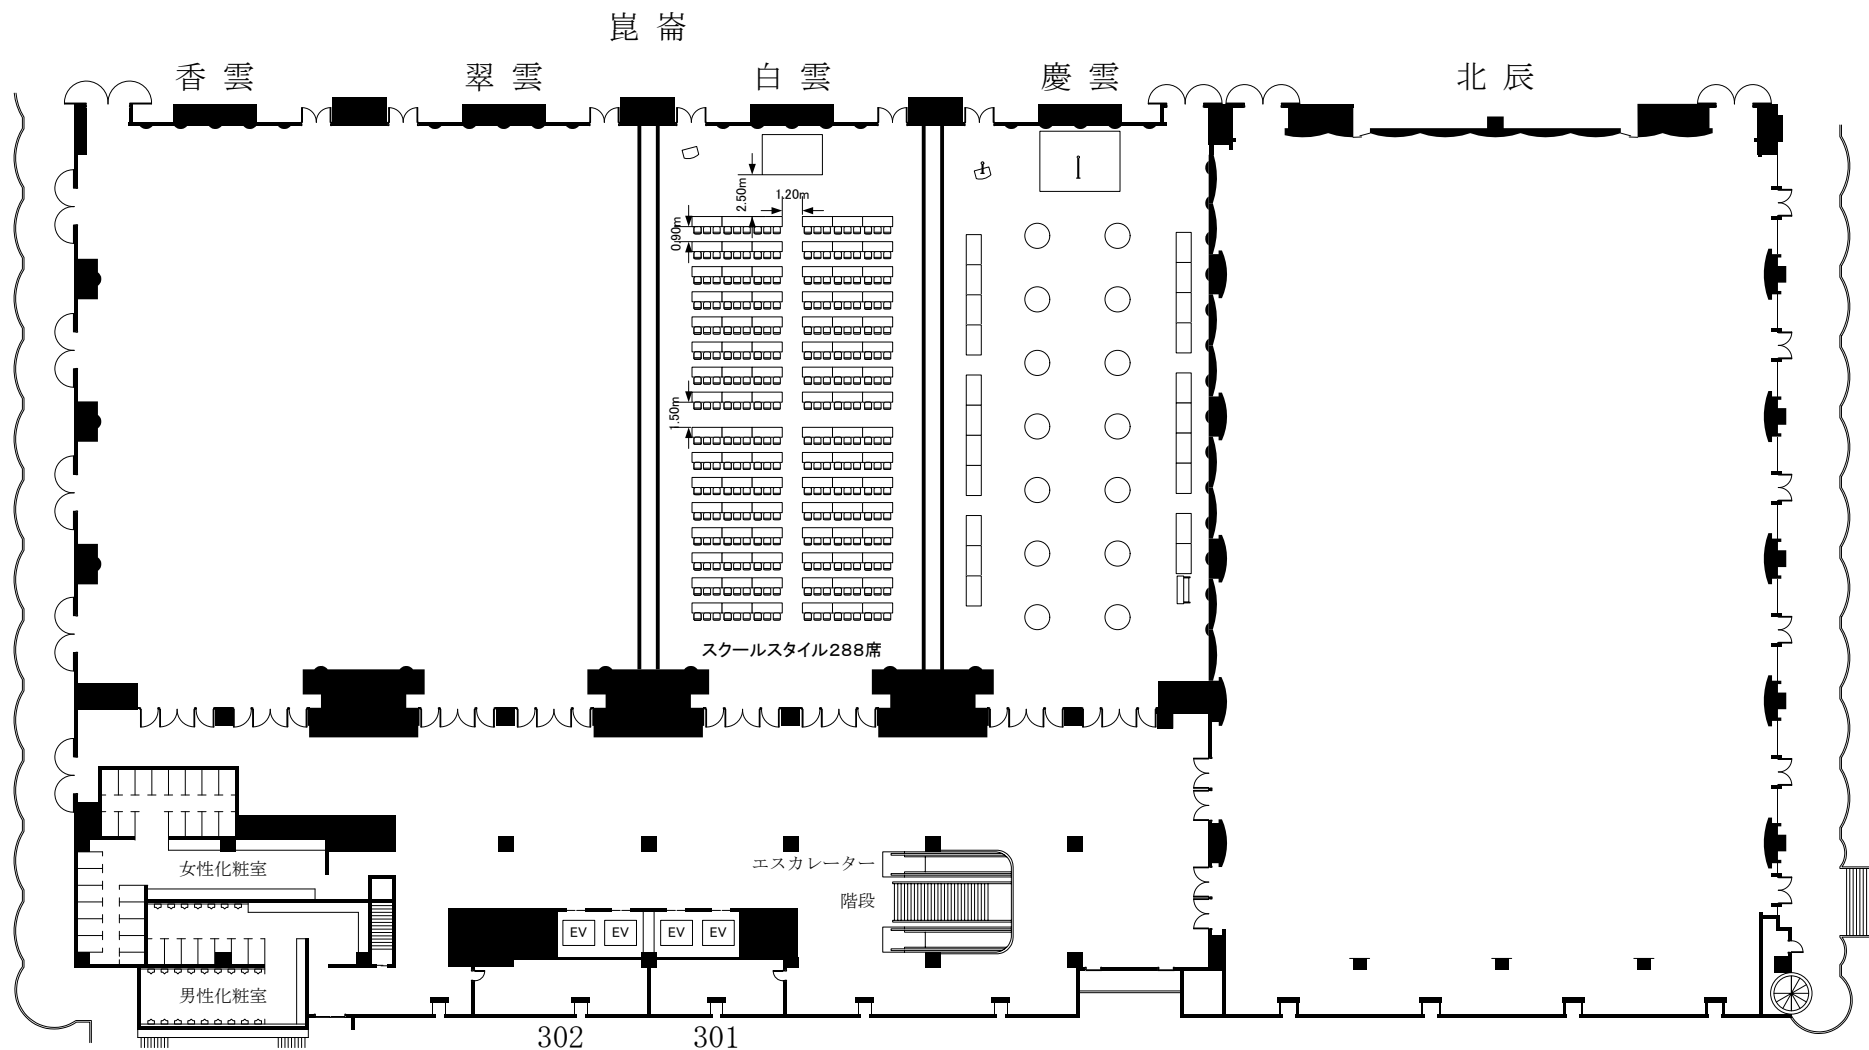 崑崙
香雲
翠雲
白雲
慶雲
北辰
2.50m
1.20m
0.90m
1.50m
スクールスタイル288席
女性化粧室
エスカレーター
階段
EV
EV
EV
EV
男性化粧室
302
301